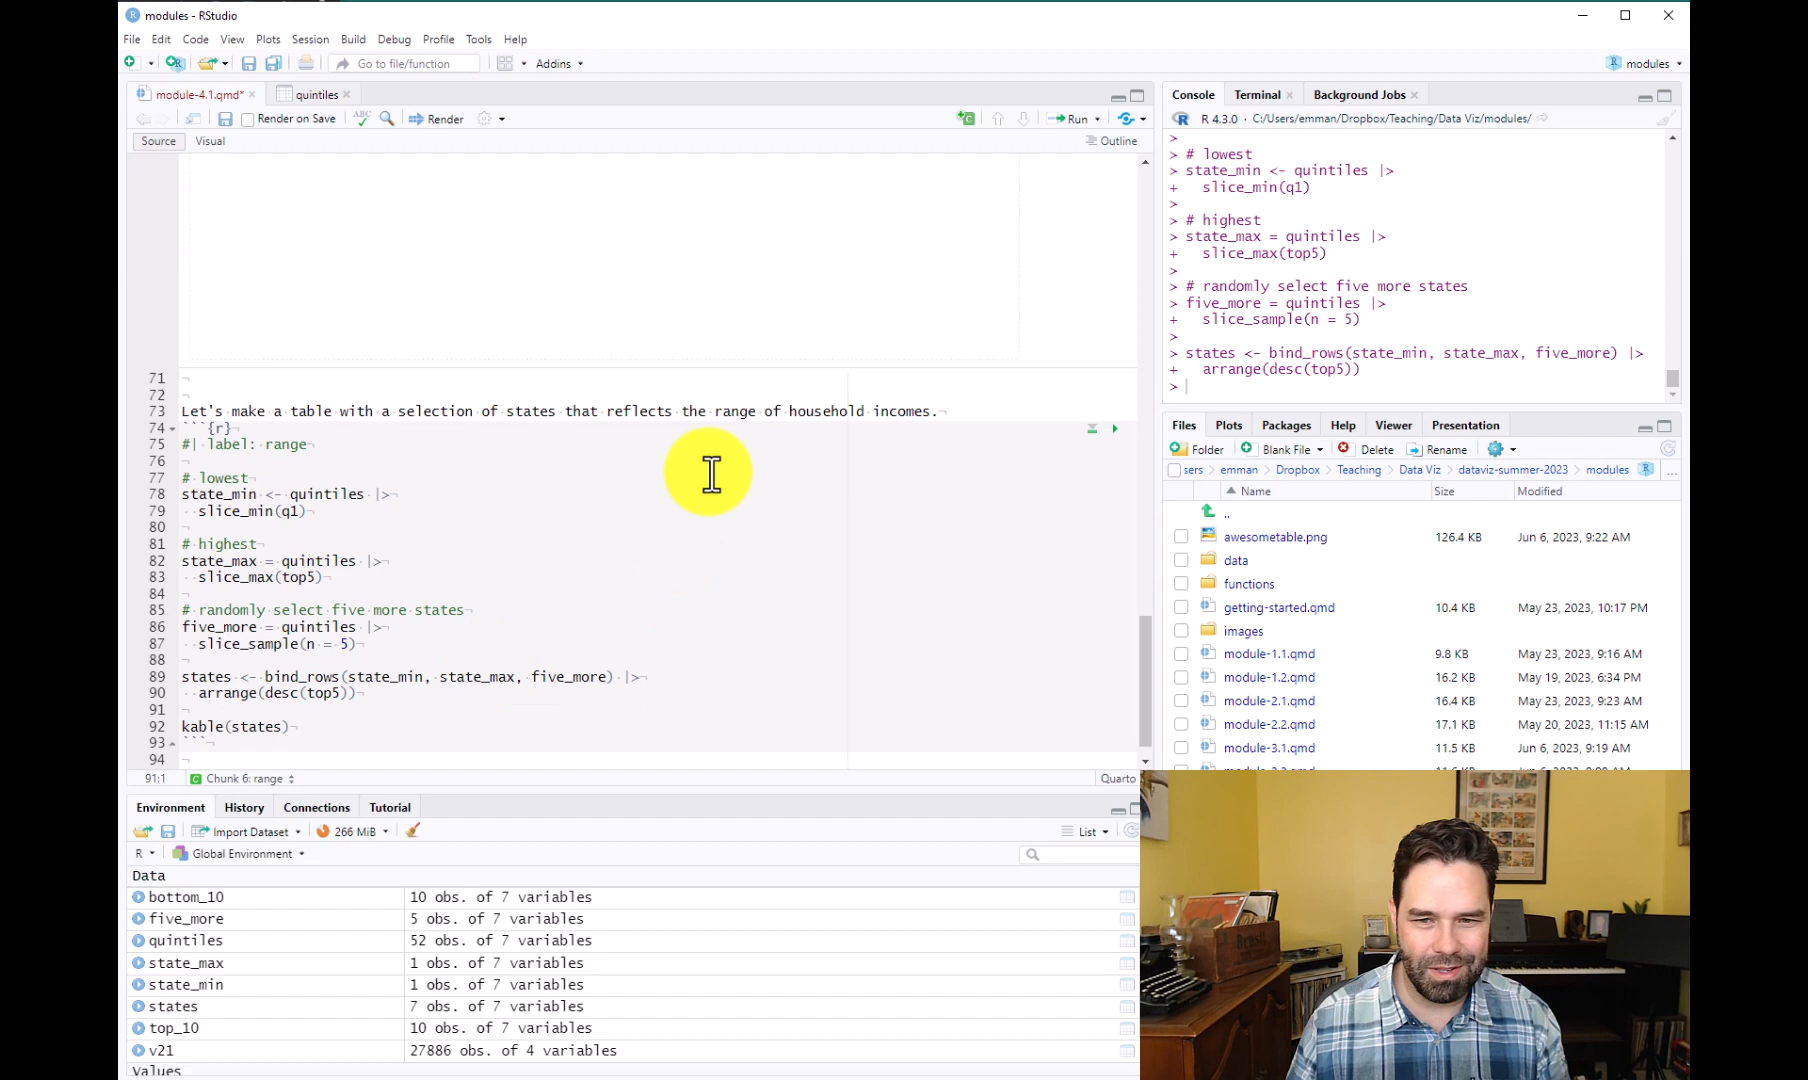 modules - RStudio
File Edit Code View Plots Session Build Debug Profile Tools Help
Go to file/function Addins modules
module-4.1.qmd* quintiles
Render on Save ABC Render Run
Source Visual Outline
71
72
73 Let's make a table with a selection of states that reflects the range of household incomes.
74 ```{r}
75 #| label: range
76
77 # lowest
78 state_min <- quintiles |>
79 slice_min(q1)
80
81 # highest
82 state_max = quintiles |>
83 slice_max(top5)
84
85 # randomly select five more states
86 five_more = quintiles |>
87 slice_sample(n = 5)
88
89 states <- bind_rows(state_min, state_max, five_more) |>
90 arrange(desc(top5))
91
92 kable(states)
93 ```
94
91:1 Chunk 6: range Quarto
Environment History Connections Tutorial
Import Dataset 266 MiB List
R Global Environment
Data
bottom_10 10 obs. of 7 variables
five_more 5 obs. of 7 variables
quintiles 52 obs. of 7 variables
state_max 1 obs. of 7 variables
state_min 1 obs. of 7 variables
states 7 obs. of 7 variables
top_10 10 obs. of 7 variables
v21 27886 obs. of 4 variables
Values
Console Terminal Background Jobs
R 4.3.0 · C:/Users/emman/Dropbox/Teaching/Data Viz/modules/
>
> # lowest
> state_min <- quintiles |>
+ slice_min(q1)
>
> # highest
> state_max = quintiles |>
+ slice_max(top5)
>
> # randomly select five more states
> five_more = quintiles |>
+ slice_sample(n = 5)
>
> states <- bind_rows(state_min, state_max, five_more) |>
+ arrange(desc(top5))
>
Files Plots Packages Help Viewer Presentation
Folder Blank File Delete Rename
sers > emman > Dropbox > Teaching > Data Viz > dataviz-summer-2023 > modules ...
Name Size Modified
..
awesometable.png 126.4 KB Jun 6, 2023, 9:22 AM
data
functions
getting-started.qmd 10.4 KB May 23, 2023, 10:17 PM
images
module-1.1.qmd 9.8 KB May 23, 2023, 9:16 AM
module-1.2.qmd 16.2 KB May 19, 2023, 6:34 PM
module-2.1.qmd 16.4 KB May 23, 2023, 9:23 AM
module-2.2.qmd 17.1 KB May 20, 2023, 11:15 AM
module-3.1.qmd 11.5 KB Jun 6, 2023, 9:19 AM